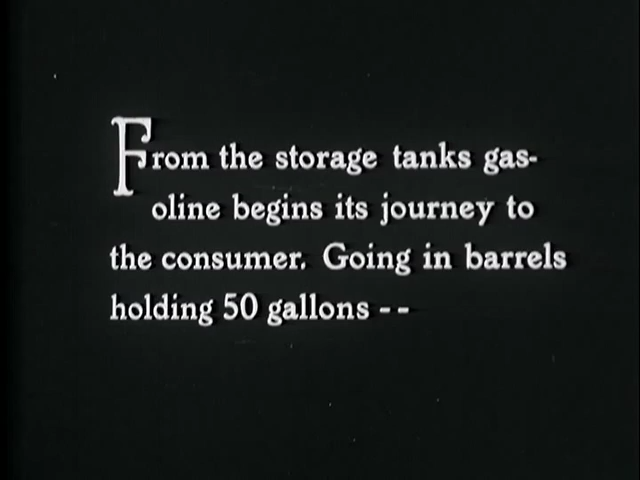 From the storage tanks gas-
oline begins its journey to
the consumer. Going in barrels
holding 50 gallons --